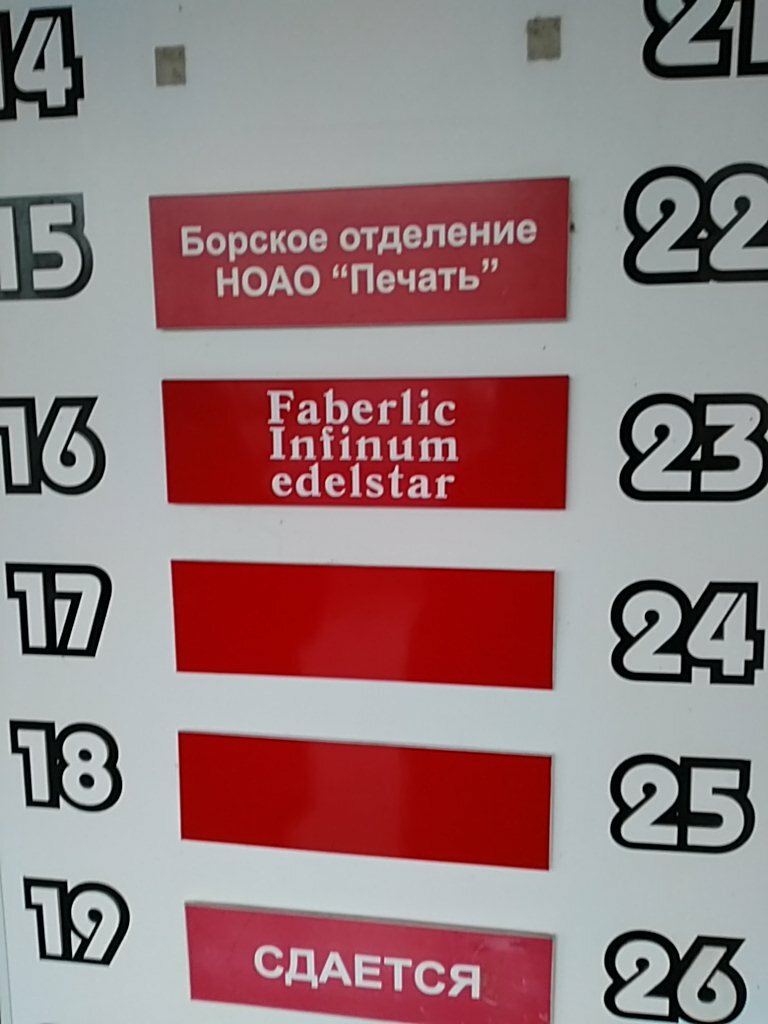 14
21
15
Борское отделение
НОАО “Печать”
22
16
Faberlic
Infinum
edelstar
23
17
24
18
25
19
СДАЕТСЯ
26